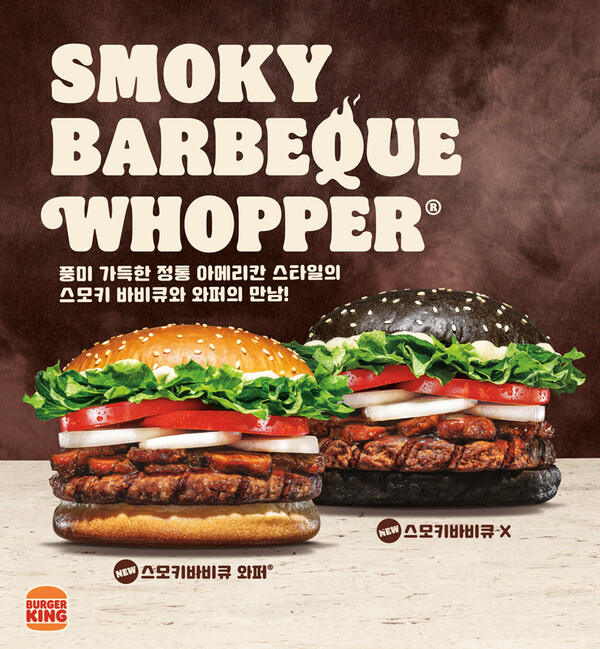 SMOKY
BARBEQUE
WHOPPER®
풍미 가득한 정통 아메리칸 스타일의
스모키 바비큐와 와퍼의 만남!
NEW 스모키바비큐 X
NEW 스모키바비큐 와퍼®
BURGER
KING